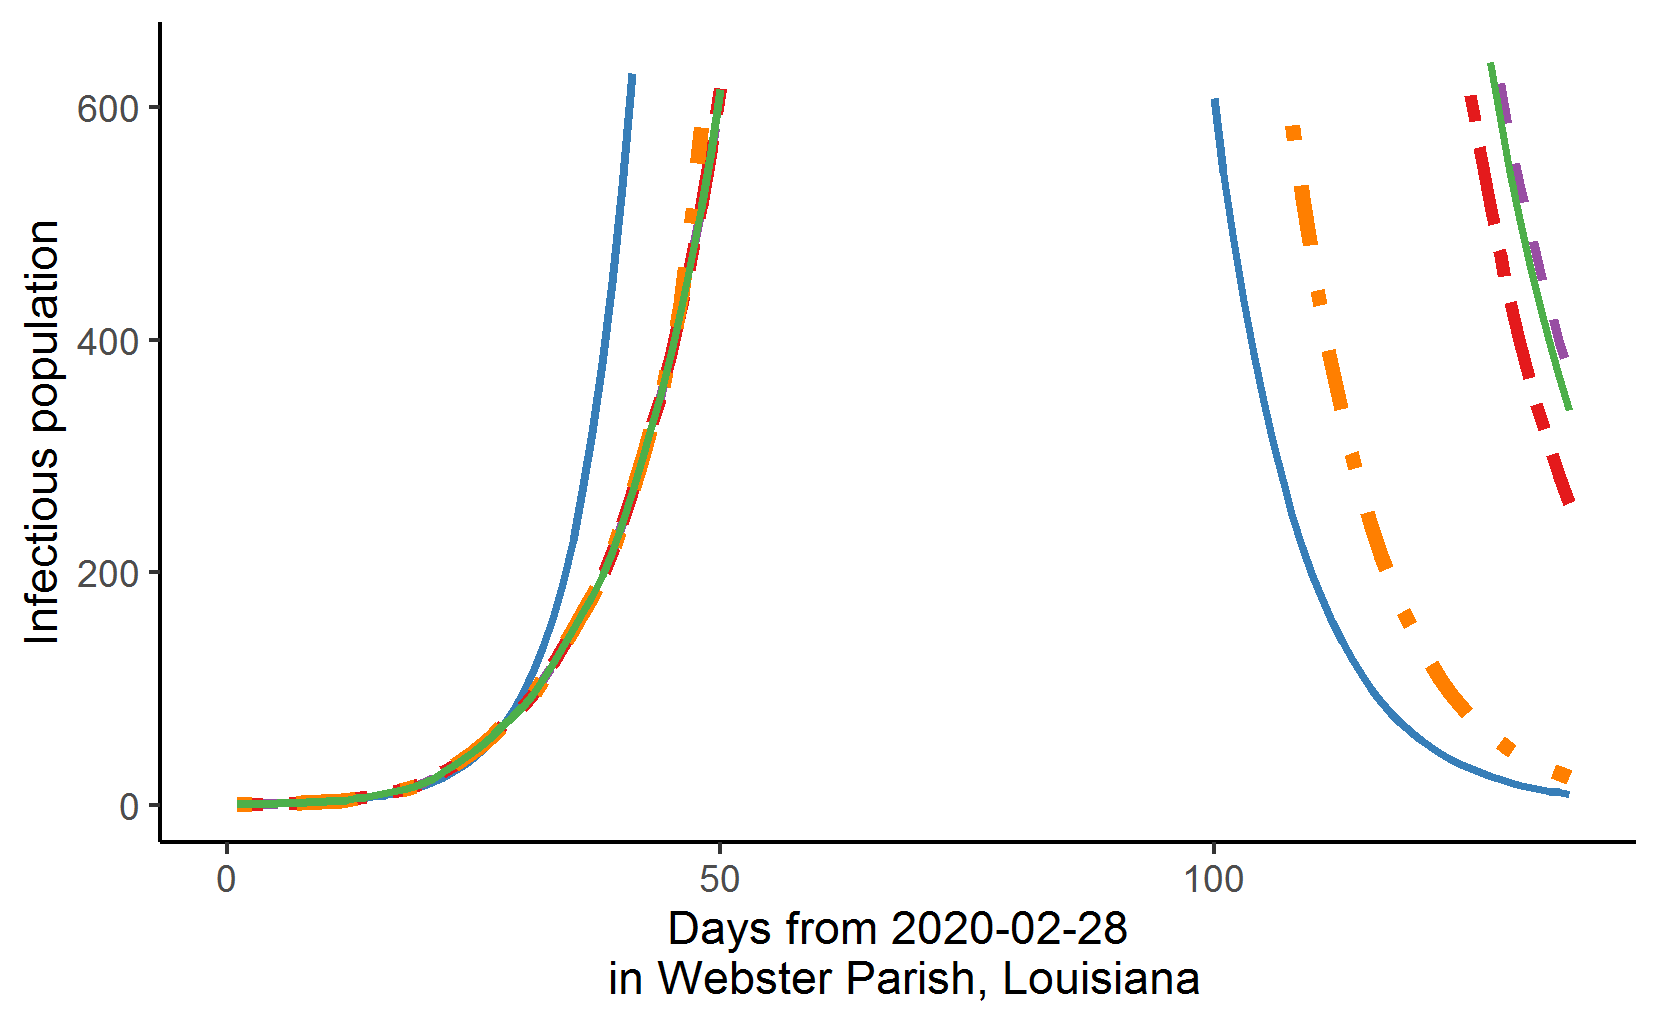 Infectious population
600
400
200
0
0
50
100
Days from 2020-02-28
in Webster Parish, Louisiana